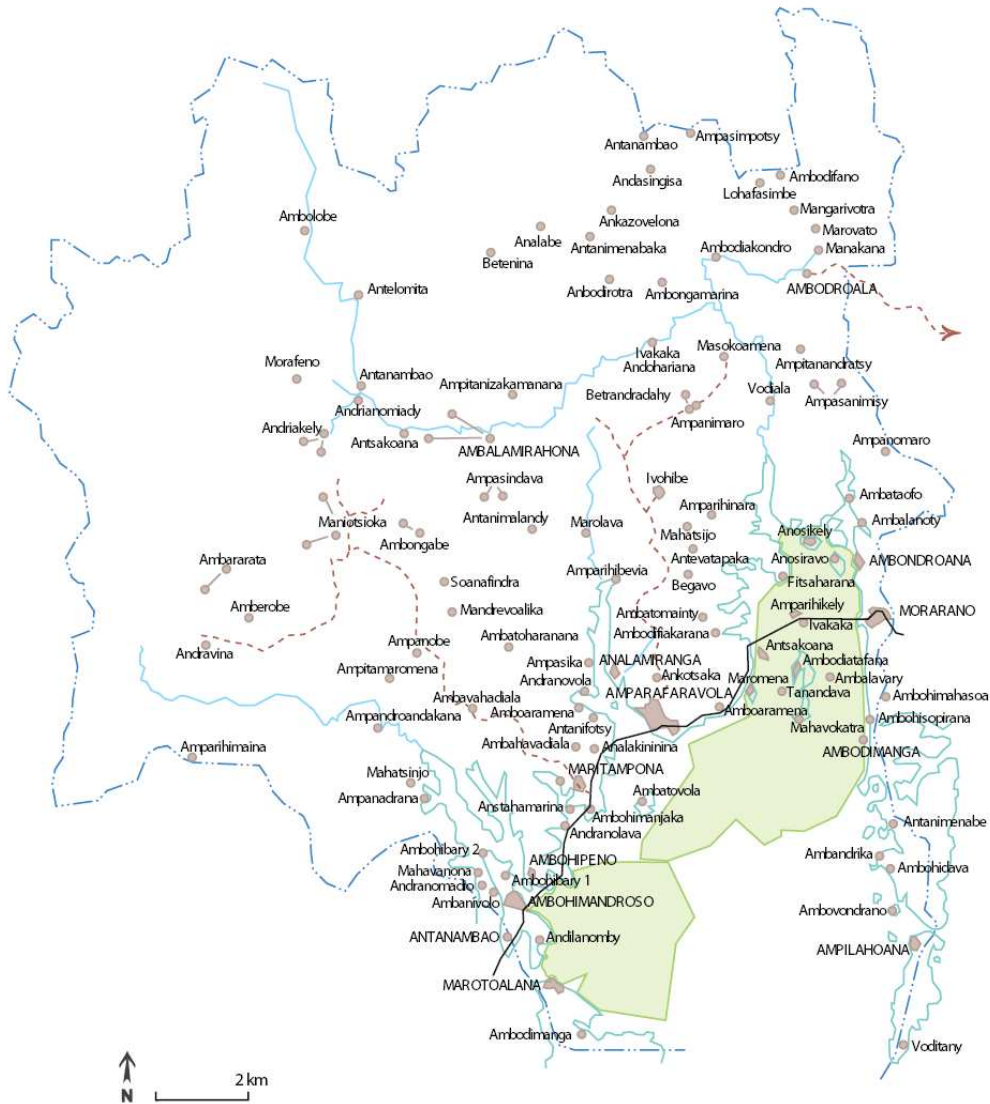 Antanambao
Ampasimpotsy
Andasingisa
Ambodifano
Lohafasimbe
Mangarivotra
Ambolobe
Ankazovelona
Analabe
Marovato
Antanimenabaka
Ambodiakondro
Manakana
Betenina
AMBODROALA
Antelomita
Anbodirotra
Ambongamarina
Ivakaka
Andohariana
Masokoamena
Ampitanandratsy
Morafeno
Antanambao
Ampitanizakamanana
Betrandradahy
Vodiala
Ampasanimisy
Andrianomiady
Ampanimaro
Andriakely
Antsakoana
AMBALAMIRAHONA
Ampanomaro
Ampasindava
Ivohibe
Ambataofo
Maniotsioka
Antanimalandy
Marolava
Amparihinara
Ambalanoty
Ambongabe
Mahatsijo
Anosikely
Ambararata
Antevatapaka
Anosiravo
AMBONDROANA
Amparihibevia
Soanafindra
Begavo
Fitsaharana
Amberobe
Mandrevoalika
Ambatomainty
Amparihikely
MORARANO
Ambodifiakarana
Ivakaka
Andravina
Amparnobe
Ambatoharanana
Antsakoana
Ampasika
ANALAMIRANGA
Ambodiatafana
Ampitamaromena
Ankotsaka
Maromena
Ambalavary
Andranovola
AMPARAFARAVOLA
Tanandava
Ambohimahasoa
Ambavahadiala
Amboaramena
Amboaramena
Ampandroandakana
Antanifotsy
Mahavokatra
Ambohisopirana
Amparihimaina
Ambahavadiala
Analakininina
AMBODIMANGA
Mahatsinjo
MARITAMPONA
Ampanadrana
Anstahamarina
Ambatovola
Ambohimanjaka
Antanimenabe
Andranolava
Ambohibary 2
AMBOHIPENO
Ambandrika
Mahavanona
Ambohibary 1
Ambohidava
Andranomadio
Ambanivolo
AMBOHIMANDROSO
Ambovondrano
ANTANAMBAO
Andilanomby
AMPILAHOANA
MAROTOALANA
Ambodimanga
Voditany
2 km
N